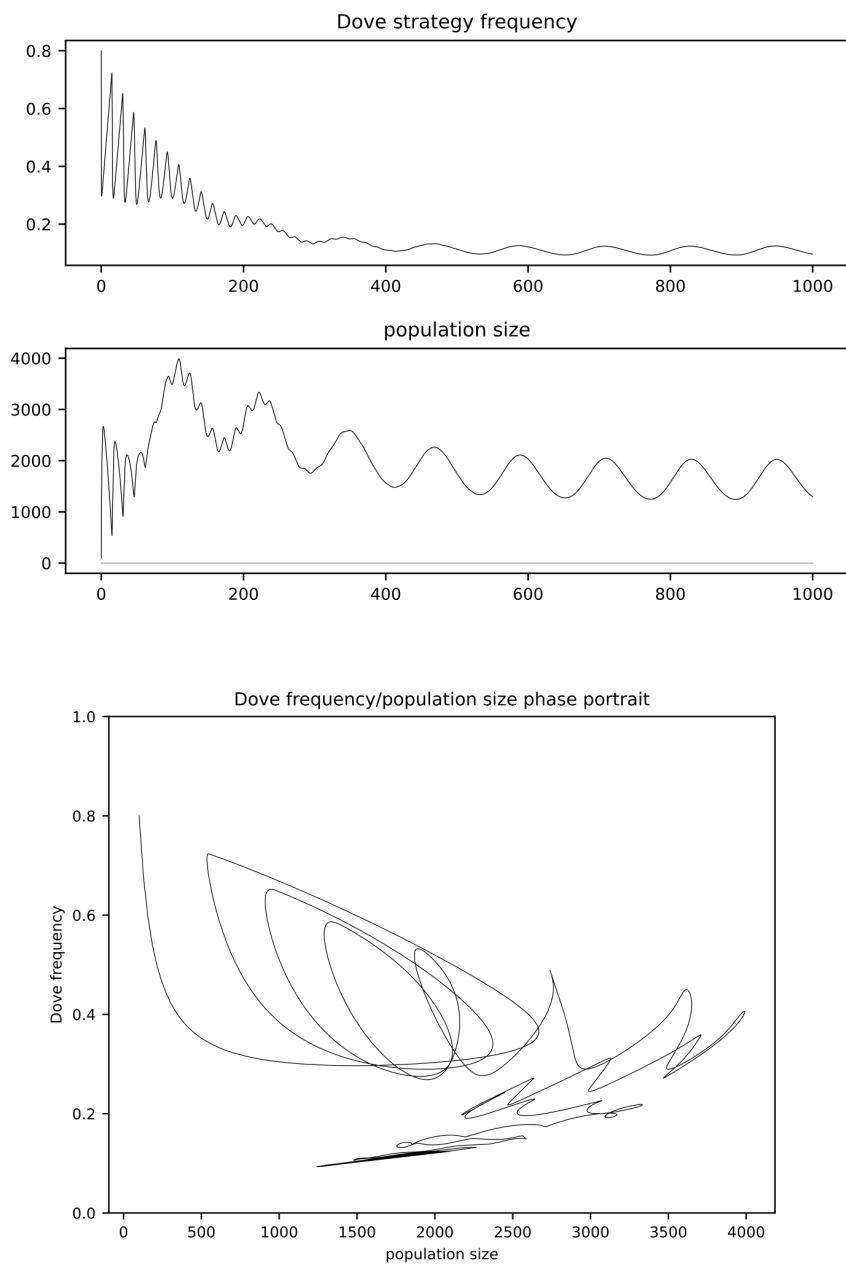 Dove strategy frequency
0.8
0.6
0.4
0.2
0 200 400 600 800 1000
population size
4000
3000
2000
1000
0
0 200 400 600 800 1000
Dove frequency/population size phase portrait
1.0
0.8
0.6
0.4
0.2
0.0
Dove frequency
0 500 1000 1500 2000 2500 3000 3500 4000
population size